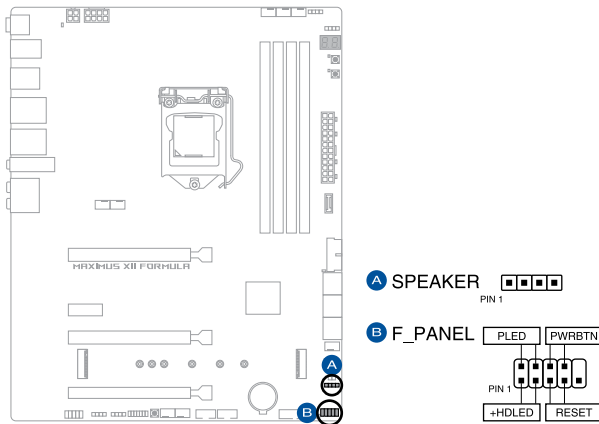 MAXIMUS XII FORMULA
A SPEAKER
PIN 1
B F_PANEL
PLED PWRBTN
PIN 1
+HDLED RESET
A
B